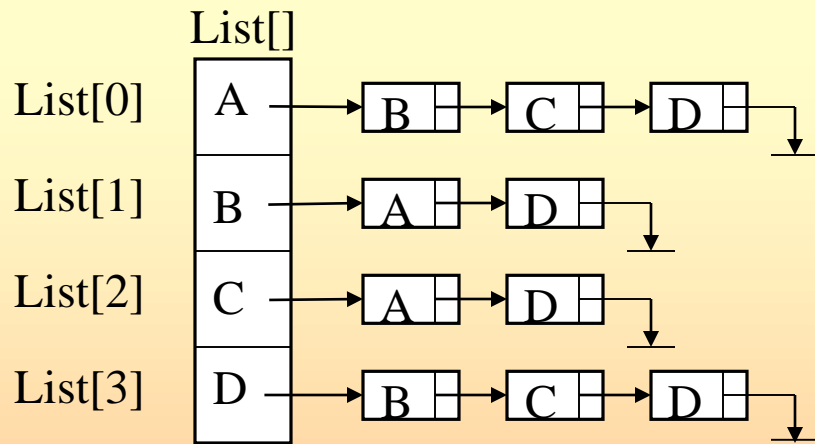 List[]
List[0] A B C D
List[1] B A D
List[2] C A D
List[3] D B C D